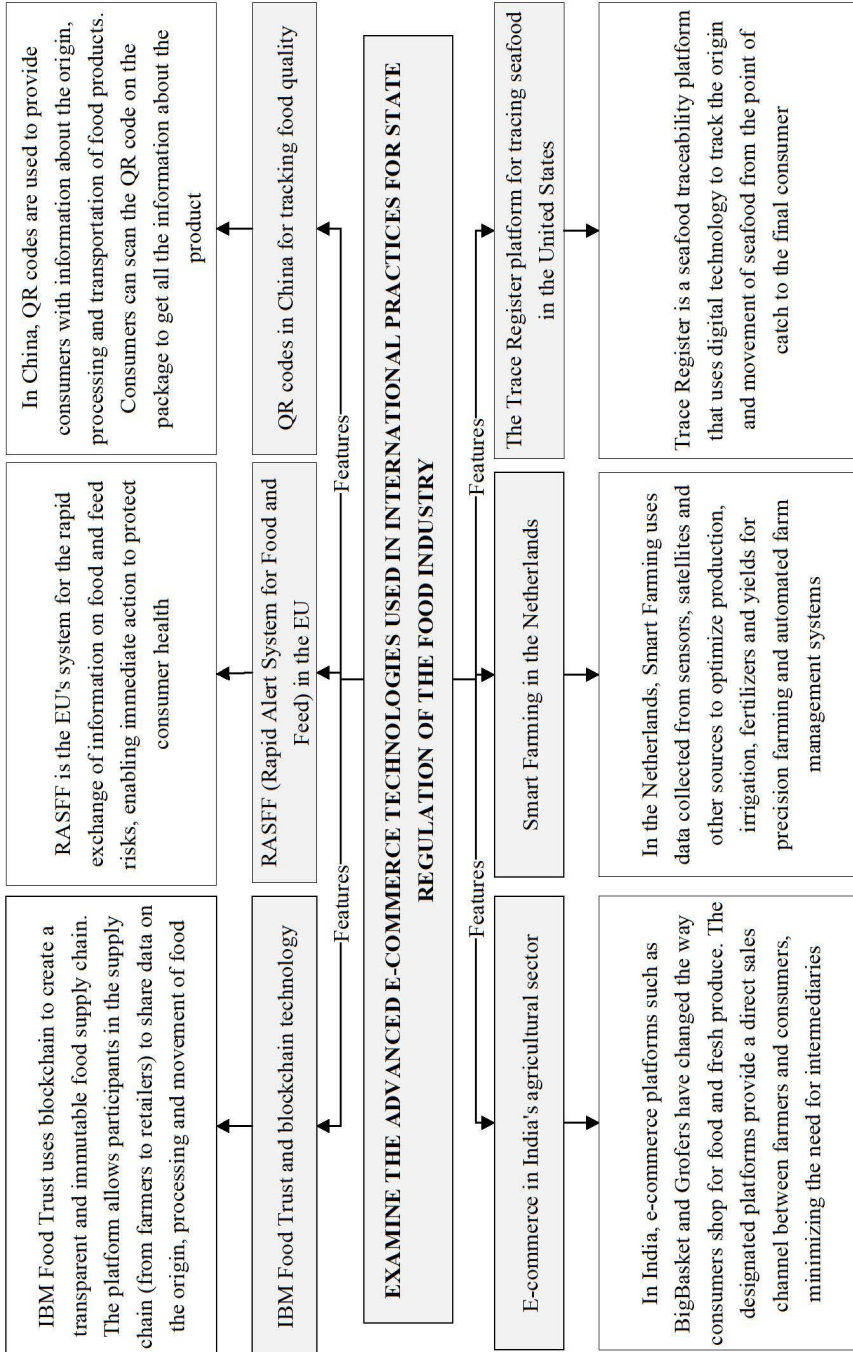 IBM Food Trust uses blockchain to create a
transparent and immutable food supply chain.
The platform allows participants in the supply
chain (from farmers to retailers) to share data on
the origin, processing and movement of food
RASFF is the EU's system for the rapid
exchange of information on food and feed
risks, enabling immediate action to protect
consumer health
In China, QR codes are used to provide
consumers with information about the origin,
processing and transportation of food products.
Consumers can scan the QR code on the
package to get all the information about the
product
IBM Food Trust and blockchain technology
RASFF (Rapid Alert System for Food and
Feed) in the EU
QR codes in China for tracking food quality
Features
Features
EXAMINE THE ADVANCED E-COMMERCE TECHNOLOGIES USED IN INTERNATIONAL PRACTICES FOR STATE
REGULATION OF THE FOOD INDUSTRY
Features
Features
E-commerce in India's agricultural sector
Smart Farming in the Netherlands
The Trace Register platform for tracing seafood
in the United States
In India, e-commerce platforms such as
BigBasket and Grofers have changed the way
consumers shop for food and fresh produce. The
designated platforms provide a direct sales
channel between farmers and consumers,
minimizing the need for intermediaries
In the Netherlands, Smart Farming uses
data collected from sensors, satellites and
other sources to optimize production,
irrigation, fertilizers and yields for
precision farming and automated farm
management systems
Trace Register is a seafood traceability platform
that uses digital technology to track the origin
and movement of seafood from the point of
catch to the final consumer